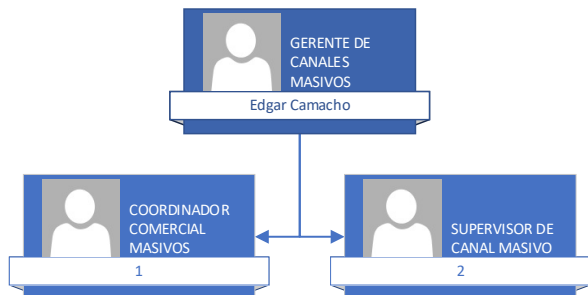 GERENTE DE
CANALES
MASIVOS
Edgar Camacho
COORDINADOR
COMERCIAL
MASIVOS
1
SUPERVISOR DE
CANAL MASIVO
2